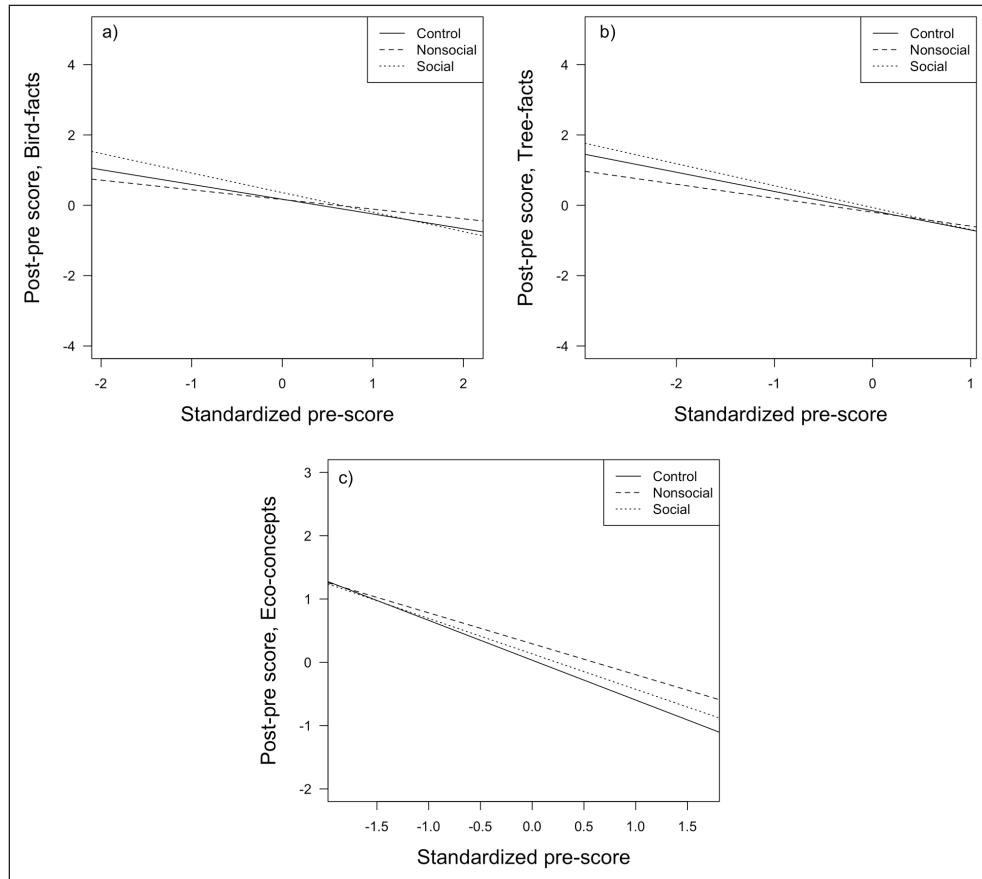 a)
Control
Nonsocial
Social
Post-pre score, Bird-facts
4
2
0
-2
-4
-2
-1
0
1
2
Standardized pre-score
b)
Control
Nonsocial
Social
Post-pre score, Tree-facts
4
2
0
-2
-4
-2
-1
0
1
Standardized pre-score
c)
Control
Nonsocial
Social
Post-pre score, Eco-concepts
3
2
1
0
-1
-2
-1.5
-1.0
-0.5
0.0
0.5
1.0
1.5
Standardized pre-score